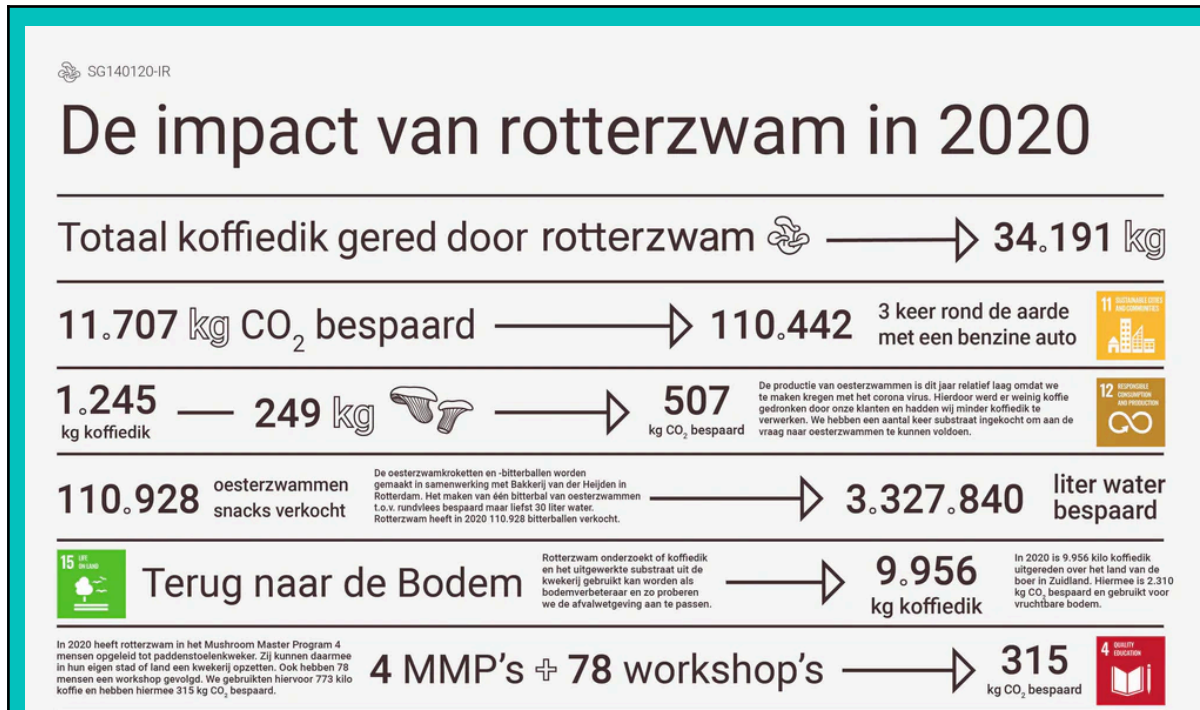 SG140120-IR
De impact van rotterzwam in 2020
Totaal koffiedik gered door rotterzwam 34.191 kg
11.707 kg CO₂ bespaard 110.442
3 keer rond de aarde
met een benzine auto
11 SUSTAINABLE CITIES
AND COMMUNITIES
1.245
kg koffiedik
249 kg
507
kg CO₂ bespaard
De productie van oesterzwammen is dit jaar relatief laag omdat we
te maken kregen met het corona virus. Hierdoor werd er weinig koffie
gedronken door onze klanten en hadden wij minder koffiedik te
verwerken. We hebben een aantal keer substraat ingekocht om aan de
vraag naar oesterzwammen te kunnen voldoen.
12 RESPONSIBLE
CONSUMPTION
AND PRODUCTION
110.928
oesterzwammen
snacks verkocht
De oesterzwamkroketten en -bitterballen worden
gemaakt in samenwerking met Bakkerij van der Heijden in
Rotterdam. Het maken van één bitterbal van oesterzwammen
t.o.v. rundvlees bespaard maar liefst 30 liter water.
Rotterzwam heeft in 2020 110.928 bitterballen verkocht.
3.327.840
liter water
bespaard
15 LIFE
ON LAND
Terug naar de Bodem
Rotterzwam onderzoekt of koffiedik
en het uitgewerkte substraat uit de
kwekerij gebruikt kan worden als
bodemverbeteraar en zo proberen
we de afvalwetgeving aan te passen.
9.956
kg koffiedik
In 2020 is 9.956 kilo koffiedik
uitgereden over het land van de
boer in Zuidland. Hiermee is 2.310
kg CO₂ bespaard en gebruikt voor
vruchtbare bodem.
In 2020 heeft rotterzwam in het Mushroom Master Program 4
mensen opgeleid tot paddenstoelenkweker. Zij kunnen daarmee
in hun eigen stad of land een kwekerij opzetten. Ook hebben 78
mensen een workshop gevolgd. We gebruikten hiervoor 773 kilo
koffie en hebben hiermee 315 kg CO₂ bespaard.
4 MMP's + 78 workshop's
315
kg CO₂ bespaard
4 QUALITY
EDUCATION